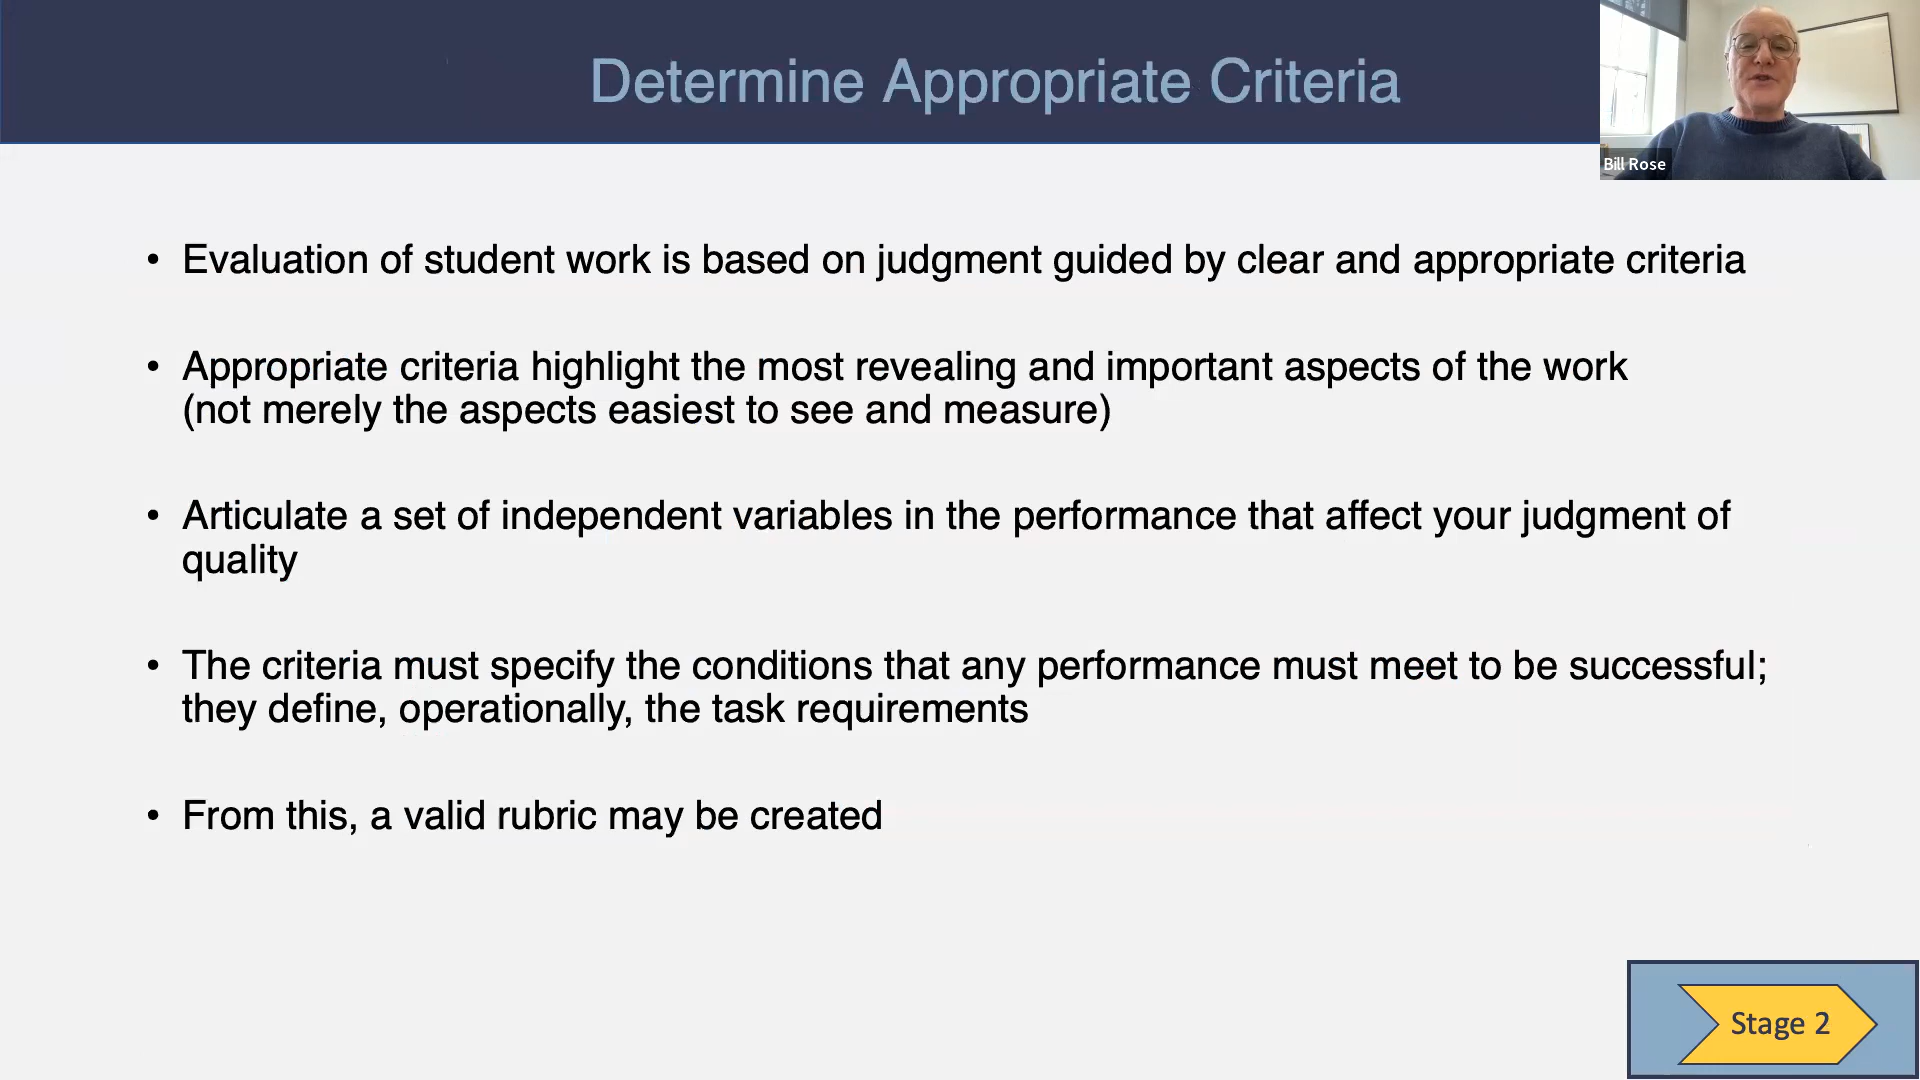 Determine Appropriate Criteria
Bill Rose
• Evaluation of student work is based on judgment guided by clear and appropriate criteria
• Appropriate criteria highlight the most revealing and important aspects of the work
(not merely the aspects easiest to see and measure)
• Articulate a set of independent variables in the performance that affect your judgment of
quality
• The criteria must specify the conditions that any performance must meet to be successful;
they define, operationally, the task requirements
• From this, a valid rubric may be created
Stage 2